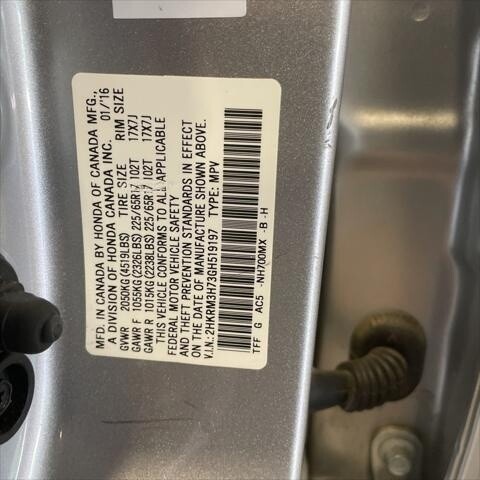 MFD. IN CANADA BY HONDA OF CANADA MFG.,
A DIVISION OF HONDA CANADA INC. 01/'16
GVWR 2050KG (4519LBS) TIRE SIZE RIM SIZE
GAWR F 1055KG (2326LBS) 225/65R17 102T 17X7J
GAWR R 1015KG (2238LBS) 225/65R17 102T 17X7J
THIS VEHICLE CONFORMS TO ALL APPLICABLE
FEDERAL MOTOR VEHICLE SAFETY
AND THEFT PREVENTION STANDARDS IN EFFECT
ON THE DATE OF MANUFACTURE SHOWN ABOVE.
V.I.N.: 2HKRM3H73GH519197 TYPE: MPV
TFF G AC5 -NH700MX -B-H